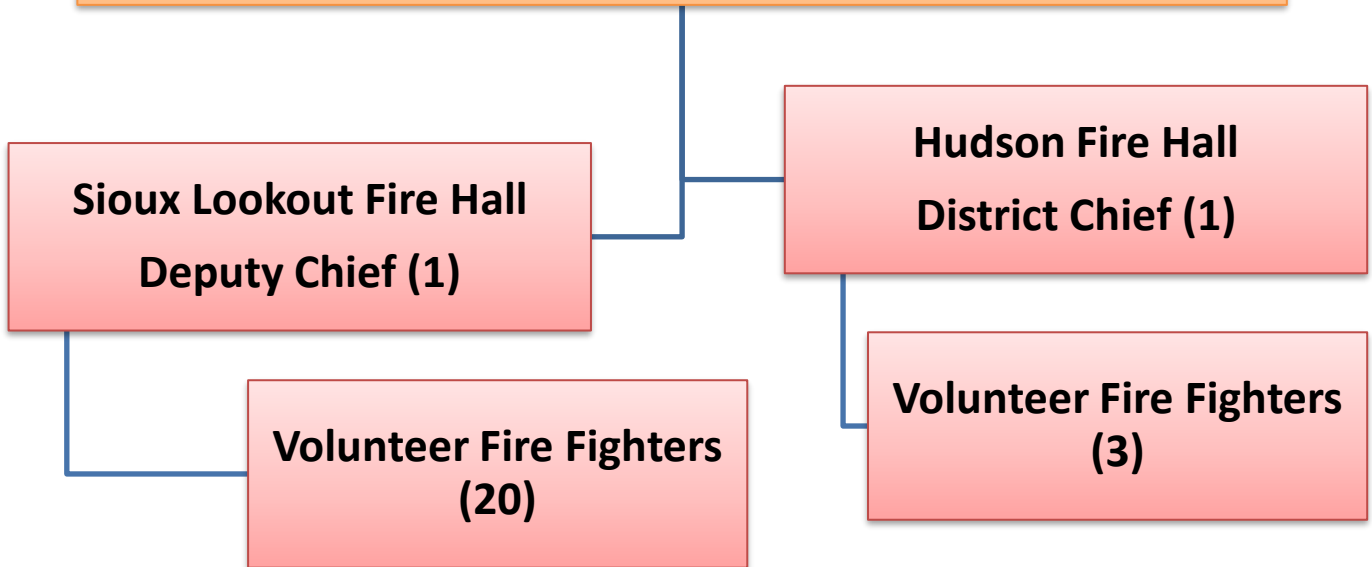 Sioux Lookout Fire Hall
Deputy Chief (1)
Volunteer Fire Fighters
(20)
Hudson Fire Hall
District Chief (1)
Volunteer Fire Fighters
(3)